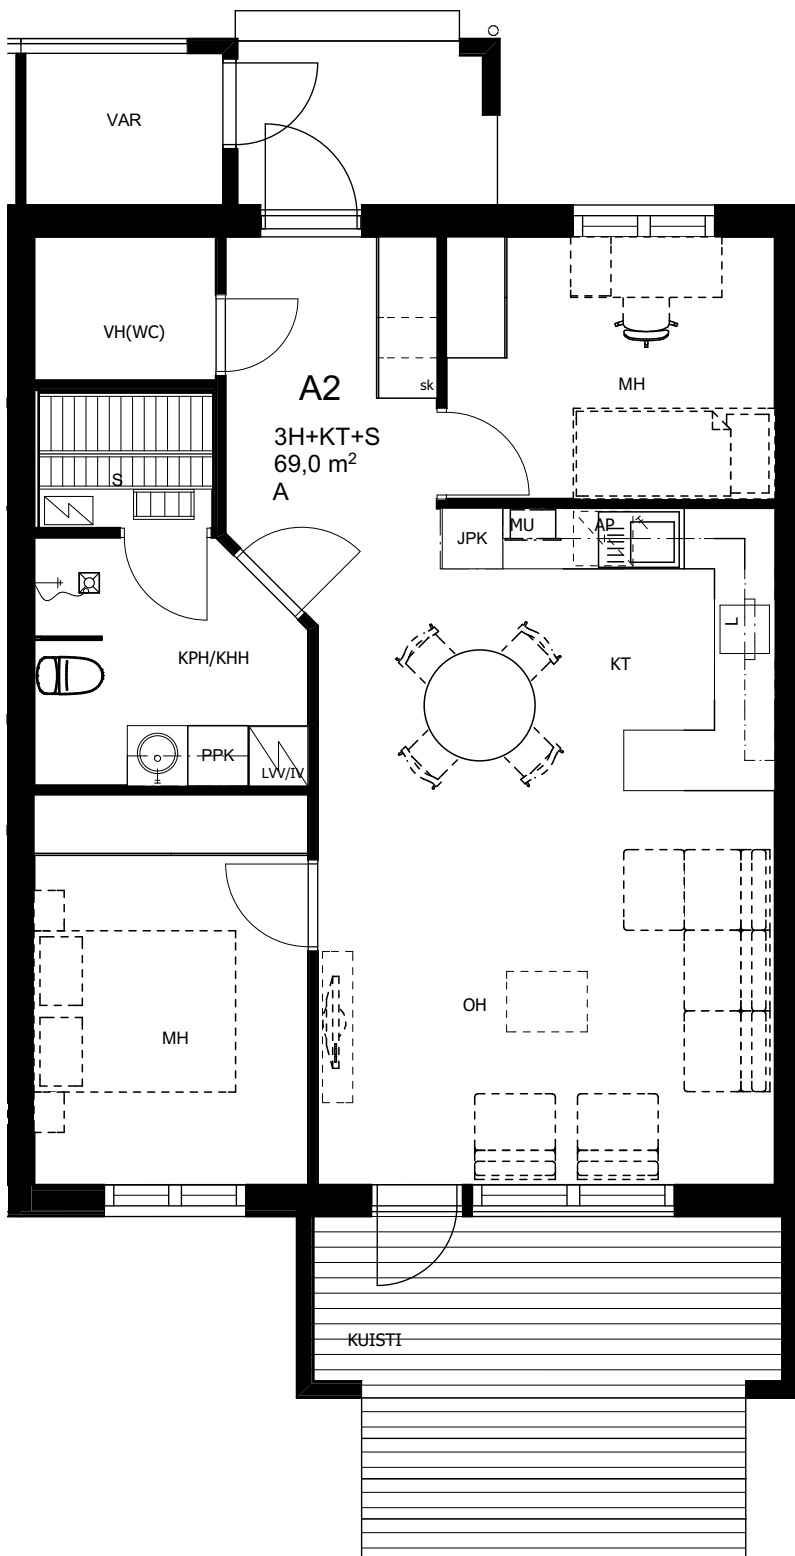 VAR
VH(WC)
A2
sk
MH
3H+KT+S
69,0 m²
A
S
JPK
MU
AP
L
KPH/KHH
KT
PPK
LVV/IV
OH
MH
KUISTI